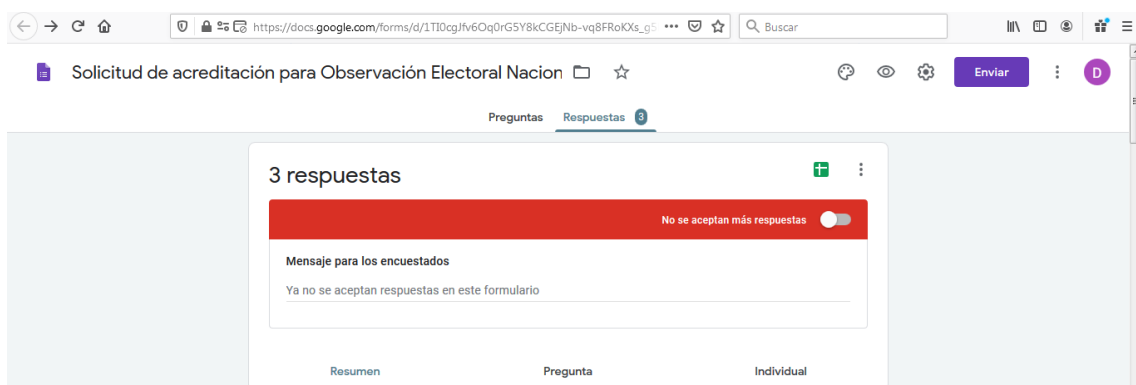 https://docs.google.com/forms/d/1TI0cgJfv6Oq0rG5Y8kCGEjNb-vq8FRoKXs_g5
Buscar
Solicitud de acreditación para Observación Electoral Nacion
Enviar
D
Preguntas
Respuestas 3
3 respuestas
No se aceptan más respuestas
Mensaje para los encuestados
Ya no se aceptan respuestas en este formulario
Resumen
Pregunta
Individual